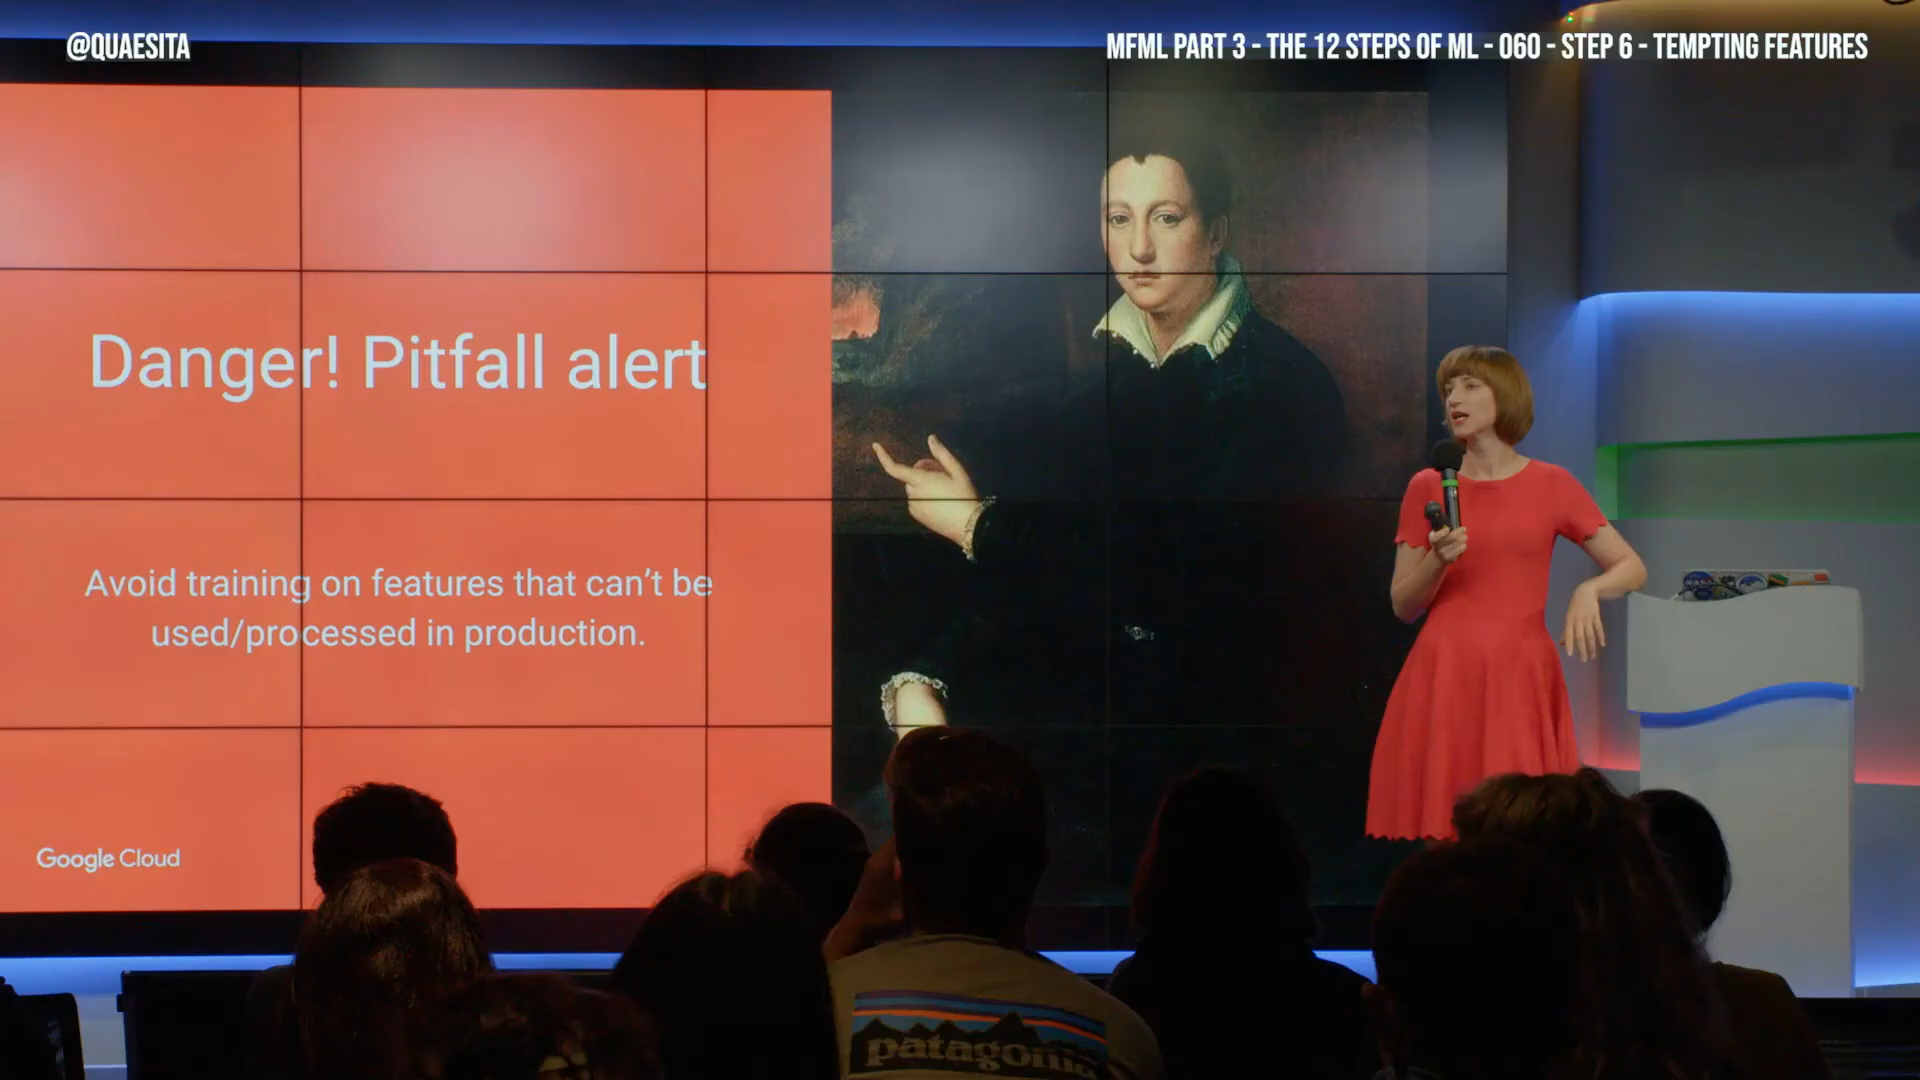 @QUAESITA
MFML PART 3 - THE 12 STEPS OF ML - 060 - STEP 6 - TEMPTING FEATURES
Danger! Pitfall alert
Avoid training on features that can't be
used/processed in production.
Google Cloud
NASA
patagonia